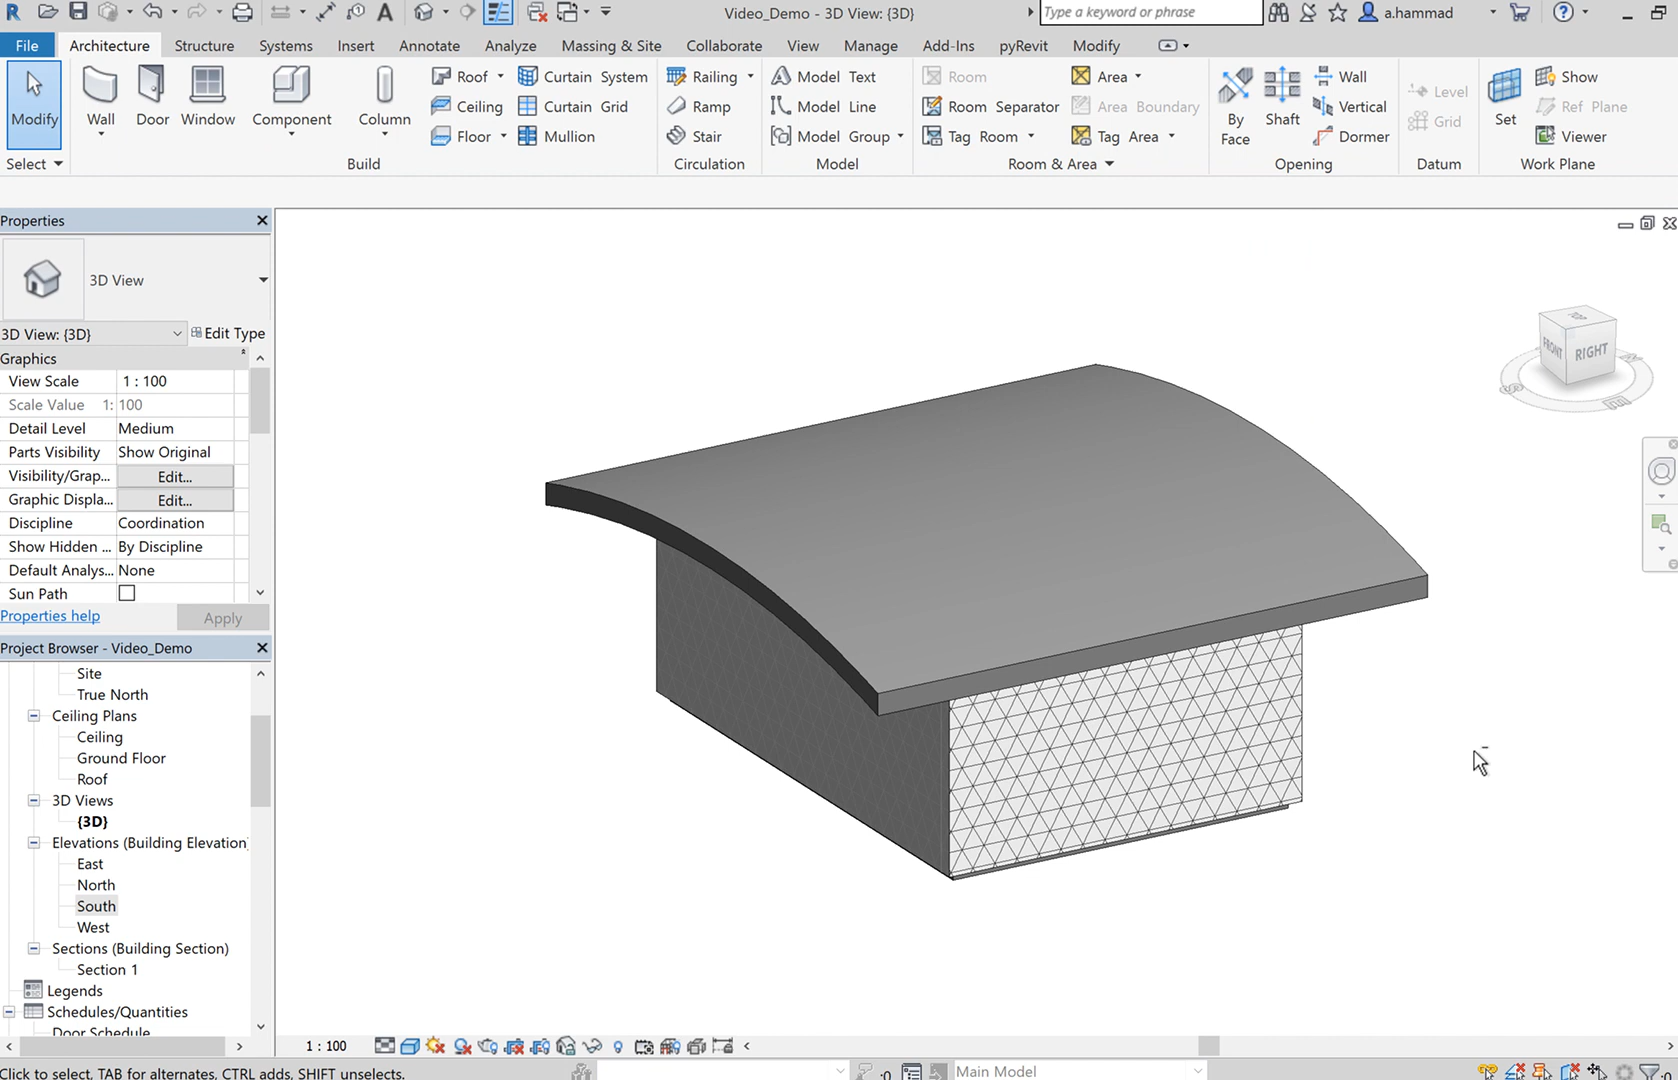 Video_Demo - 3D View: {3D}
Type a keyword or phrase
a.hammad
File Architecture Structure Systems Insert Annotate Analyze Massing & Site Collaborate View Manage Add-Ins pyRevit Modify
Modify
Wall
Door
Window
Component
Column
Roof
Ceiling
Floor
Curtain System
Curtain Grid
Mullion
Railing
Ramp
Stair
Model Text
Model Line
Model Group
Room
Room Separator
Tag Room
Area
Area Boundary
Tag Area
By Face
Shaft
Wall
Vertical
Dormer
Level
Grid
Set
Show
Ref Plane
Viewer
Select Build Circulation Model Room & Area Opening Datum Work Plane
Properties
3D View
3D View: {3D} Edit Type
Graphics
View Scale 1 : 100
Scale Value 1: 100
Detail Level Medium
Parts Visibility Show Original
Visibility/Grap... Edit...
Graphic Displa... Edit...
Discipline Coordination
Show Hidden ... By Discipline
Default Analys... None
Sun Path
Properties help Apply
Project Browser - Video_Demo
Site
True North
Ceiling Plans
Ceiling
Ground Floor
Roof
3D Views
{3D}
Elevations (Building Elevation)
East
North
South
West
Sections (Building Section)
Section 1
Legends
Schedules/Quantities
Door Schedule
TOP
FRONT
RIGHT
1 : 100
Click to select, TAB for alternates, CTRL adds, SHIFT unselects.
:0
Main Model
:0